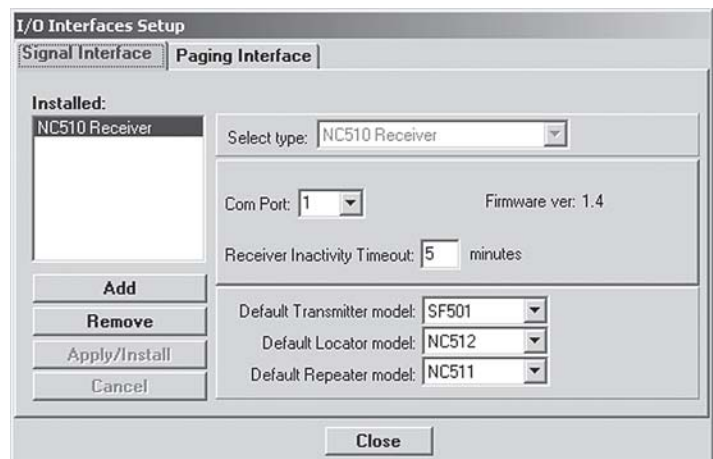 I/O Interfaces Setup
Signal Interface
Paging Interface
Installed:
NC510 Receiver
Select type: NC510 Receiver
Com Port: 1
Firmware ver: 1.4
Receiver Inactivity Timeout: 5 minutes
Add
Remove
Apply/Install
Cancel
Default Transmitter model: SF501
Default Locator model: NC512
Default Repeater model: NC511
Close